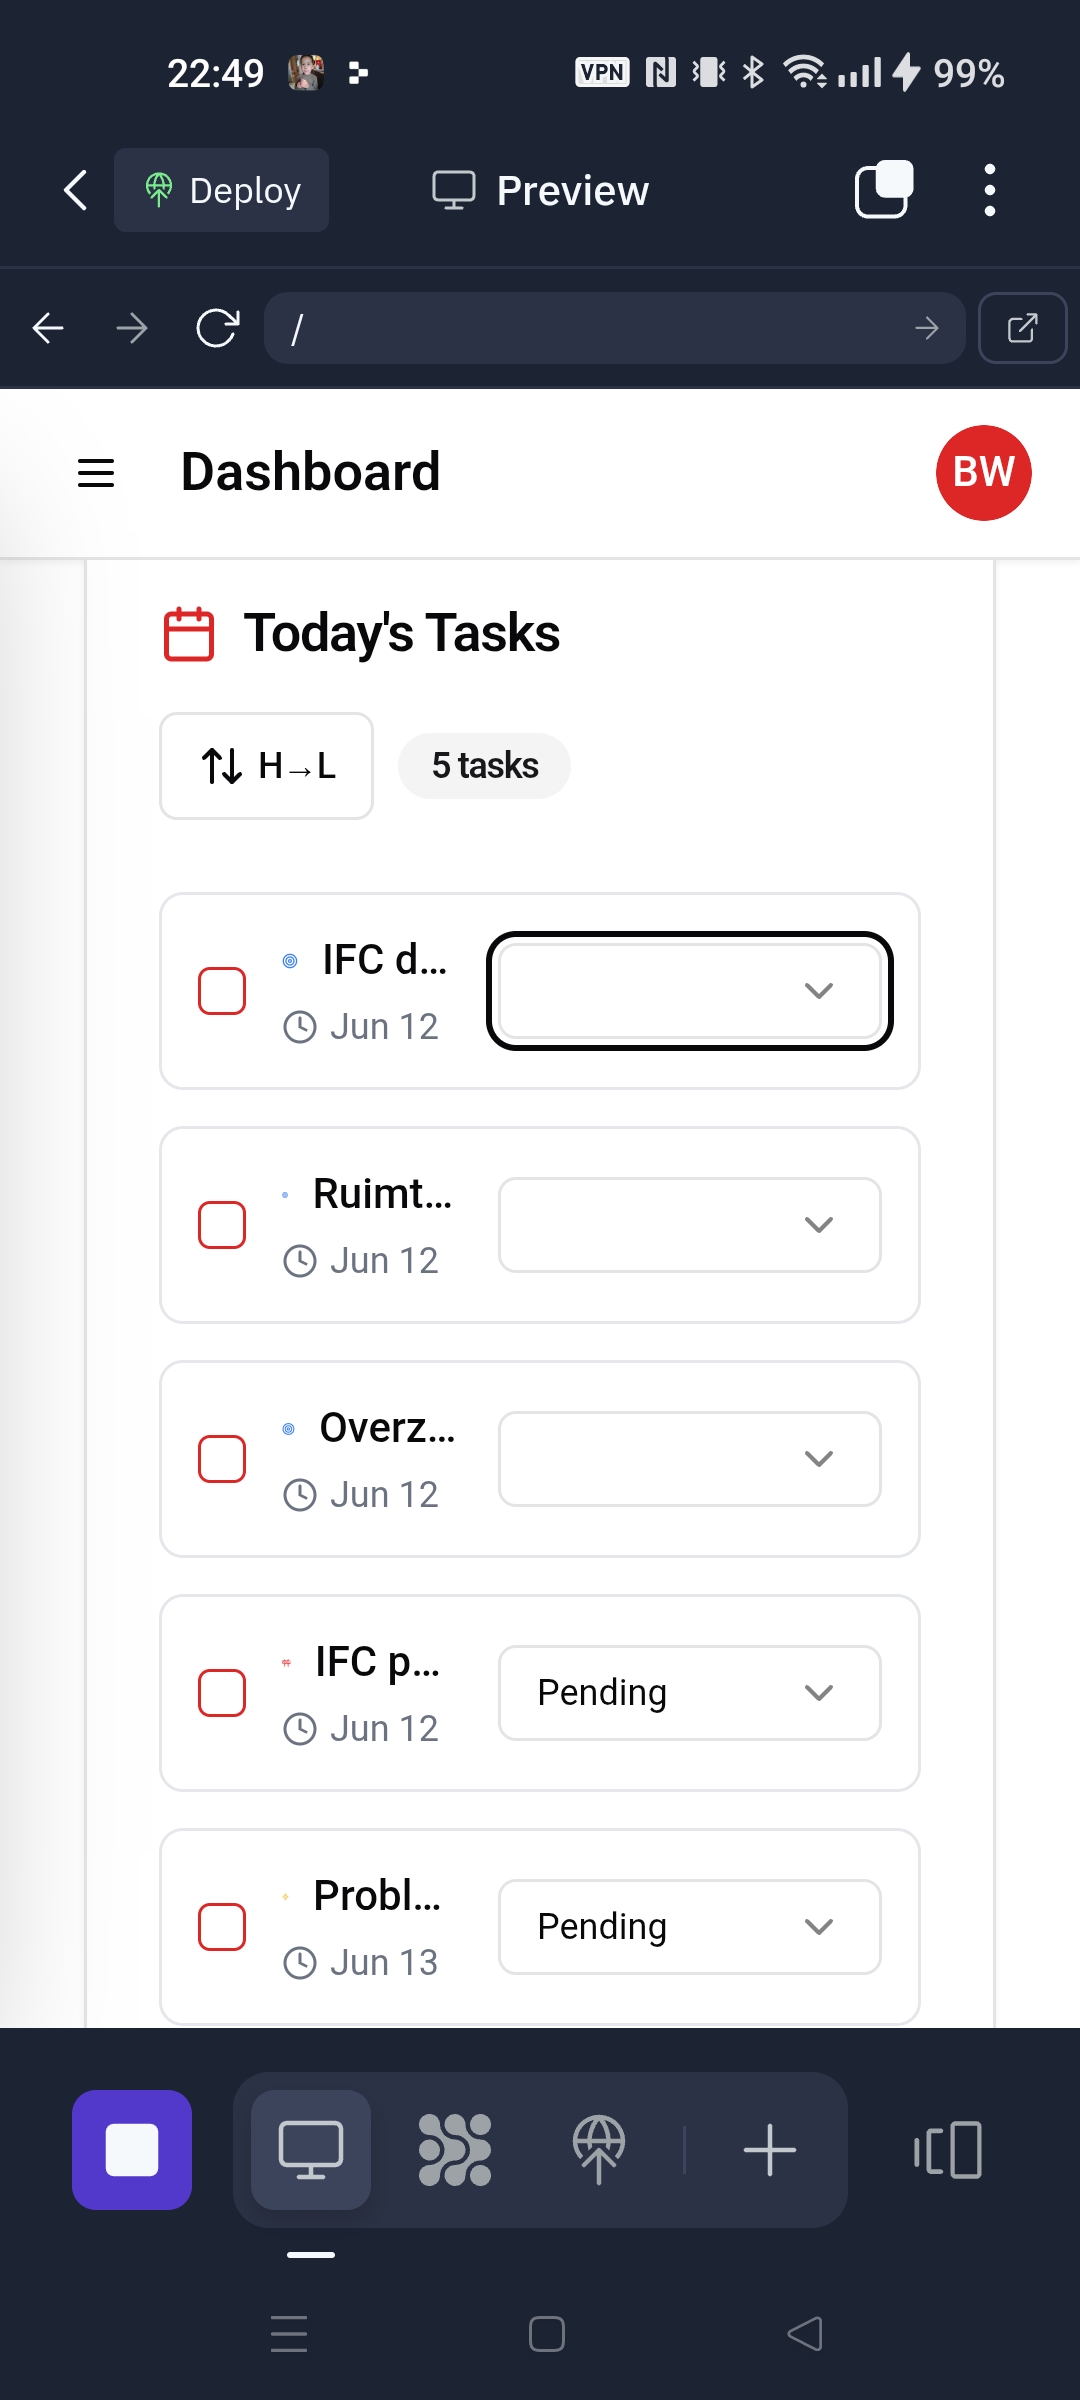 22:49
VPN
99%
Deploy
Preview
/
Dashboard
BW
Today's Tasks
H→L
5 tasks
IFC d...
Jun 12
Ruimt...
Jun 12
Overz...
Jun 12
IFC p...
Jun 12
Pending
Probl...
Jun 13
Pending